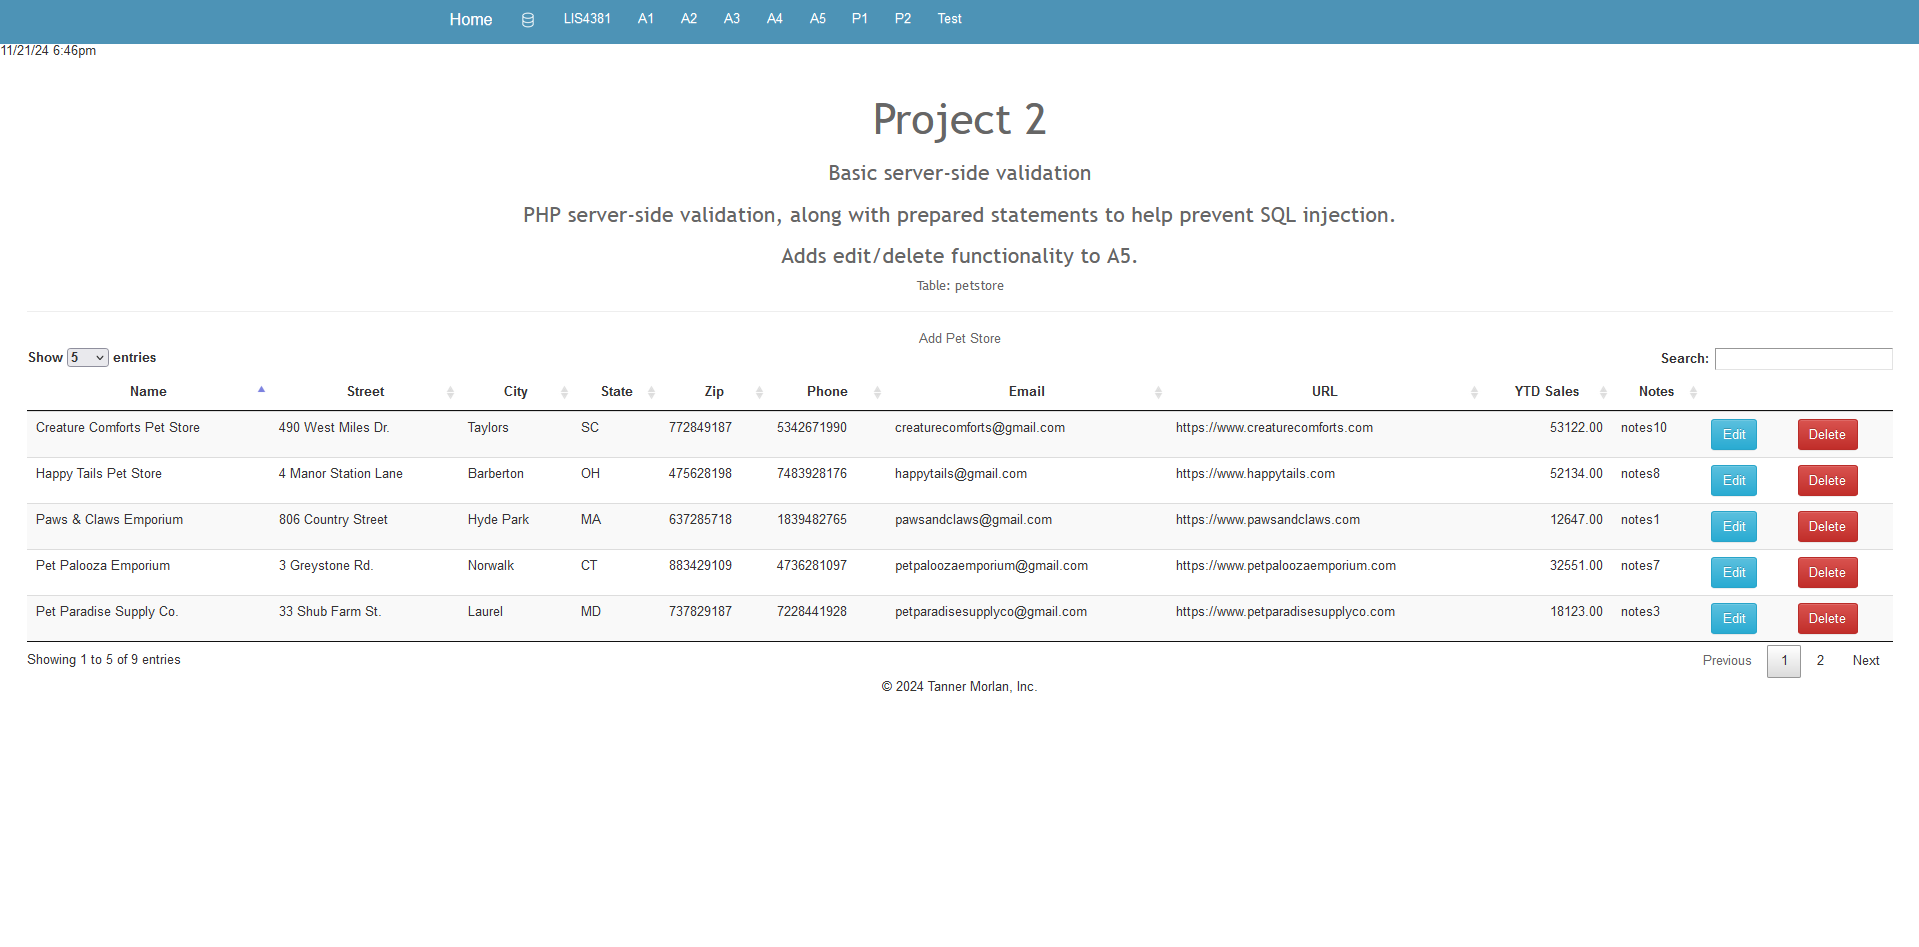 Home LIS4381 A1 A2 A3 A4 A5 P1 P2 Test
11/21/24 6:46pm
Project 2
Basic server-side validation
PHP server-side validation, along with prepared statements to help prevent SQL injection.
Adds edit/delete functionality to A5.
Table: petstore
Add Pet Store
Show 5 entries Search:
Name Street City State Zip Phone Email URL YTD Sales Notes
Creature Comforts Pet Store 490 West Miles Dr. Taylors SC 772849187 5342671990 creaturecomforts@gmail.com https://www.creaturecomforts.com 53122.00 notes10 Edit Delete
Happy Tails Pet Store 4 Manor Station Lane Barberton OH 475628198 7483928176 happytails@gmail.com https://www.happytails.com 52134.00 notes8 Edit Delete
Paws & Claws Emporium 806 Country Street Hyde Park MA 637285718 1839482765 pawsandclaws@gmail.com https://www.pawsandclaws.com 12647.00 notes1 Edit Delete
Pet Palooza Emporium 3 Greystone Rd. Norwalk CT 883429109 4736281097 petpaloozaemporium@gmail.com https://www.petpaloozaemporium.com 32551.00 notes7 Edit Delete
Pet Paradise Supply Co. 33 Shub Farm St. Laurel MD 737829187 7228441928 petparadisesupplyco@gmail.com https://www.petparadisesupplyco.com 18123.00 notes3 Edit Delete
Showing 1 to 5 of 9 entries Previous 1 2 Next
© 2024 Tanner Morlan, Inc.